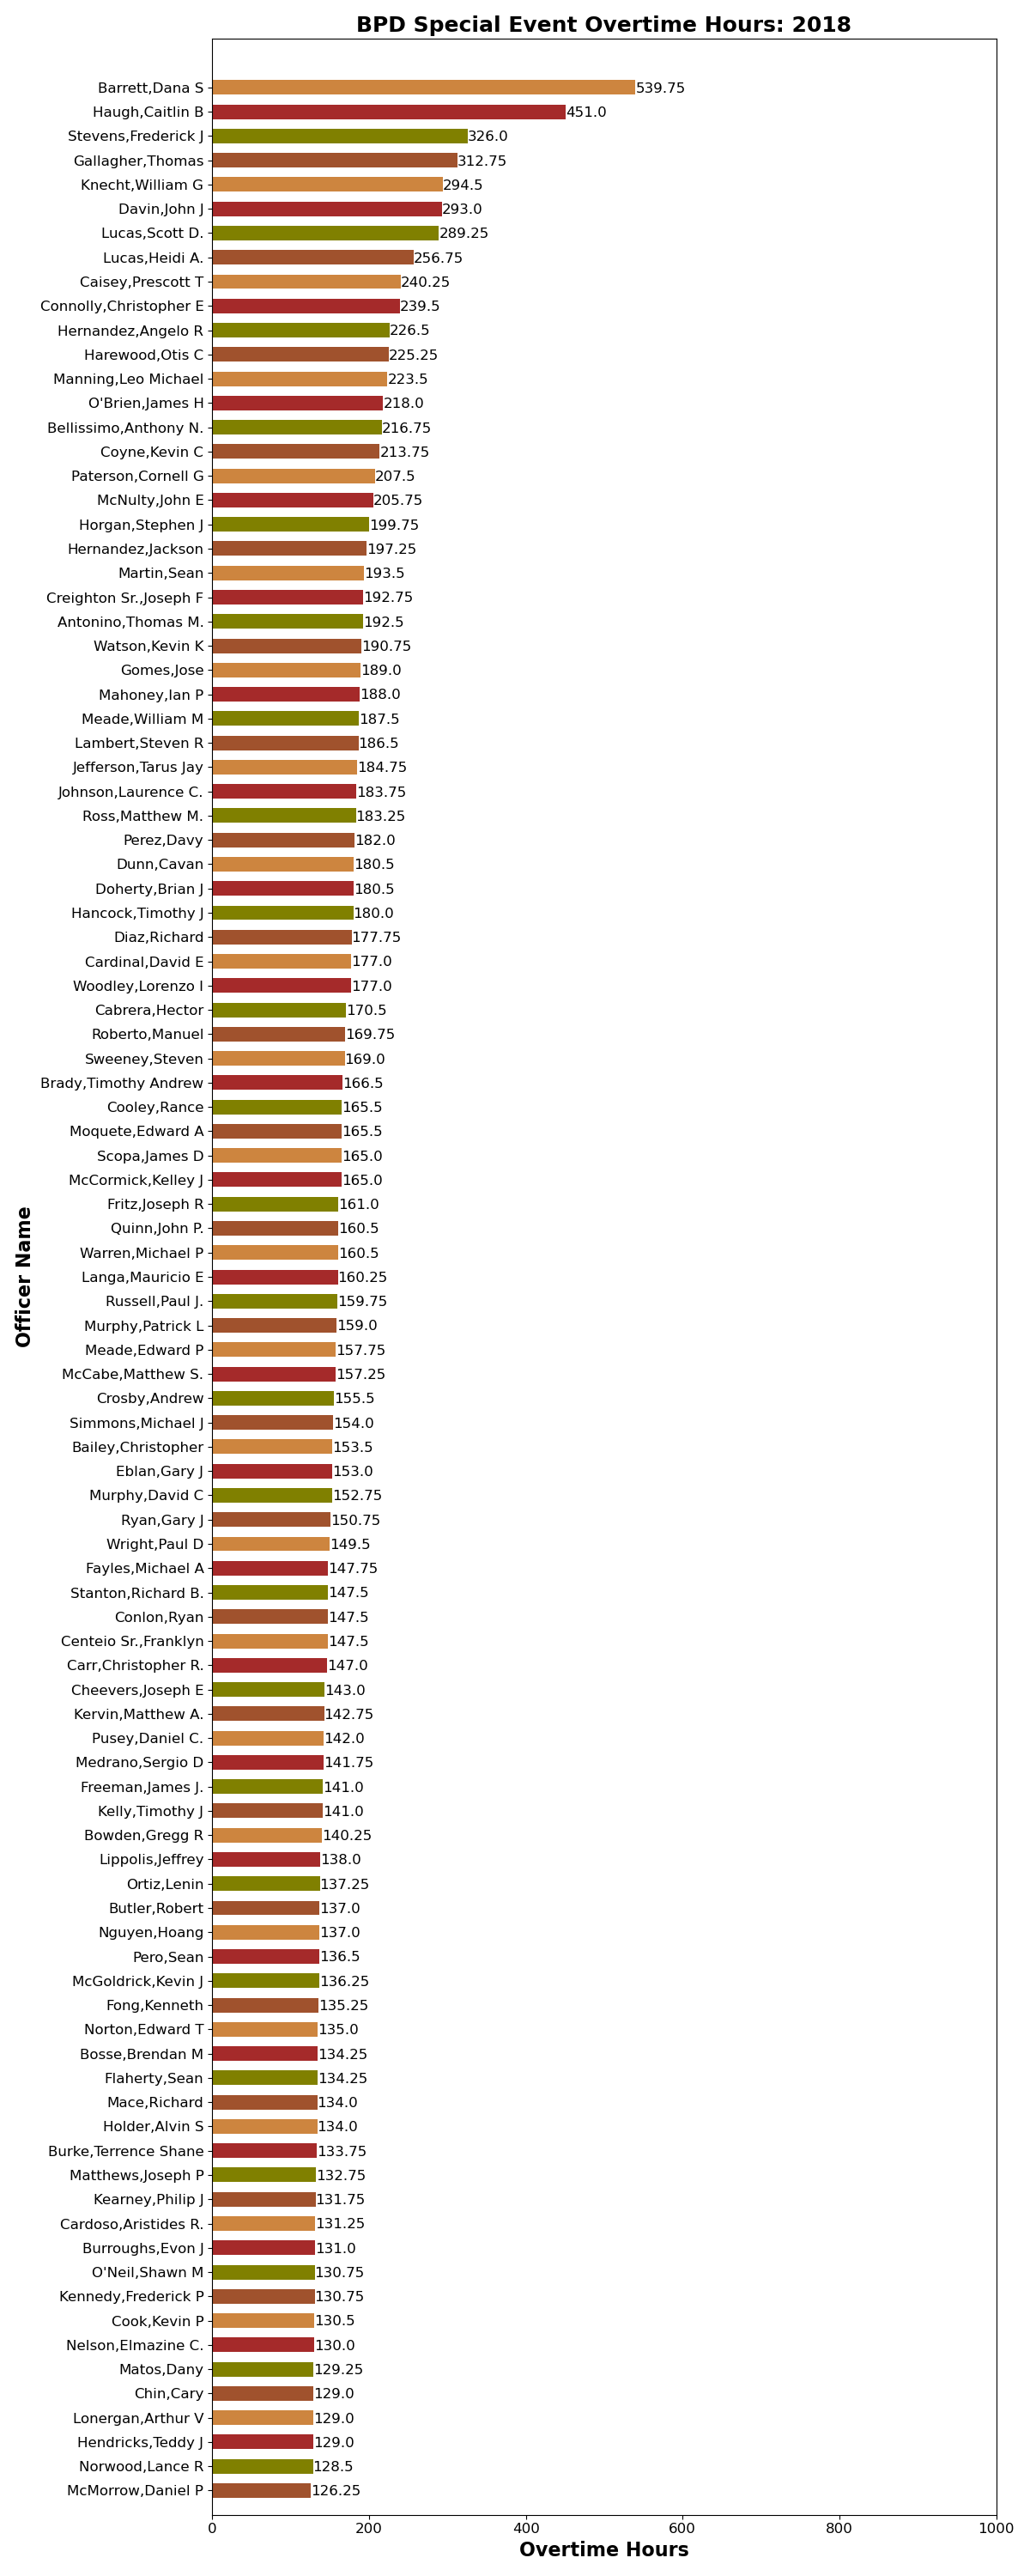 BPD Special Event Overtime Hours: 2018
Barrett,Dana S 539.75
Haugh,Caitlin B 451.0
Stevens,Frederick J 326.0
Gallagher,Thomas 312.75
Knecht,William G 294.5
Davin,John J 293.0
Lucas,Scott D. 289.25
Lucas,Heidi A. 256.75
Caisey,Prescott T 240.25
Connolly,Christopher E 239.5
Hernandez,Angelo R 226.5
Harewood,Otis C 225.25
Manning,Leo Michael 223.5
O'Brien,James H 218.0
Bellissimo,Anthony N. 216.75
Coyne,Kevin C 213.75
Paterson,Cornell G 207.5
McNulty,John E 205.75
Horgan,Stephen J 199.75
Hernandez,Jackson 197.25
Martin,Sean 193.5
Creighton Sr.,Joseph F 192.75
Antonino,Thomas M. 192.5
Watson,Kevin K 190.75
Gomes,Jose 189.0
Mahoney,Ian P 188.0
Meade,William M 187.5
Lambert,Steven R 186.5
Jefferson,Tarus Jay 184.75
Johnson,Laurence C. 183.75
Ross,Matthew M. 183.25
Perez,Davy 182.0
Dunn,Cavan 180.5
Doherty,Brian J 180.5
Hancock,Timothy J 180.0
Diaz,Richard 177.75
Cardinal,David E 177.0
Woodley,Lorenzo I 177.0
Cabrera,Hector 170.5
Roberto,Manuel 169.75
Sweeney,Steven 169.0
Brady,Timothy Andrew 166.5
Cooley,Rance 165.5
Moquete,Edward A 165.5
Scopa,James D 165.0
McCormick,Kelley J 165.0
Fritz,Joseph R 161.0
Quinn,John P. 160.5
Warren,Michael P 160.5
Langa,Mauricio E 160.25
Russell,Paul J. 159.75
Murphy,Patrick L 159.0
Meade,Edward P 157.75
McCabe,Matthew S. 157.25
Crosby,Andrew 155.5
Simmons,Michael J 154.0
Bailey,Christopher 153.5
Eblan,Gary J 153.0
Murphy,David C 152.75
Ryan,Gary J 150.75
Wright,Paul D 149.5
Fayles,Michael A 147.75
Stanton,Richard B. 147.5
Conlon,Ryan 147.5
Centeio Sr.,Franklyn 147.5
Carr,Christopher R. 147.0
Cheevers,Joseph E 143.0
Kervin,Matthew A. 142.75
Pusey,Daniel C. 142.0
Medrano,Sergio D 141.75
Freeman,James J. 141.0
Kelly,Timothy J 141.0
Bowden,Gregg R 140.25
Lippolis,Jeffrey 138.0
Ortiz,Lenin 137.25
Butler,Robert 137.0
Nguyen,Hoang 137.0
Pero,Sean 136.5
McGoldrick,Kevin J 136.25
Fong,Kenneth 135.25
Norton,Edward T 135.0
Bosse,Brendan M 134.25
Flaherty,Sean 134.25
Mace,Richard 134.0
Holder,Alvin S 134.0
Burke,Terrence Shane 133.75
Matthews,Joseph P 132.75
Kearney,Philip J 131.75
Cardoso,Aristides R. 131.25
Burroughs,Evon J 131.0
O'Neil,Shawn M 130.75
Kennedy,Frederick P 130.75
Cook,Kevin P 130.5
Nelson,Elmazine C. 130.0
Matos,Dany 129.25
Chin,Cary 129.0
Lonergan,Arthur V 129.0
Hendricks,Teddy J 129.0
Norwood,Lance R 128.5
McMorrow,Daniel P 126.25
0 200 400 600 800 1000
Overtime Hours
Officer Name